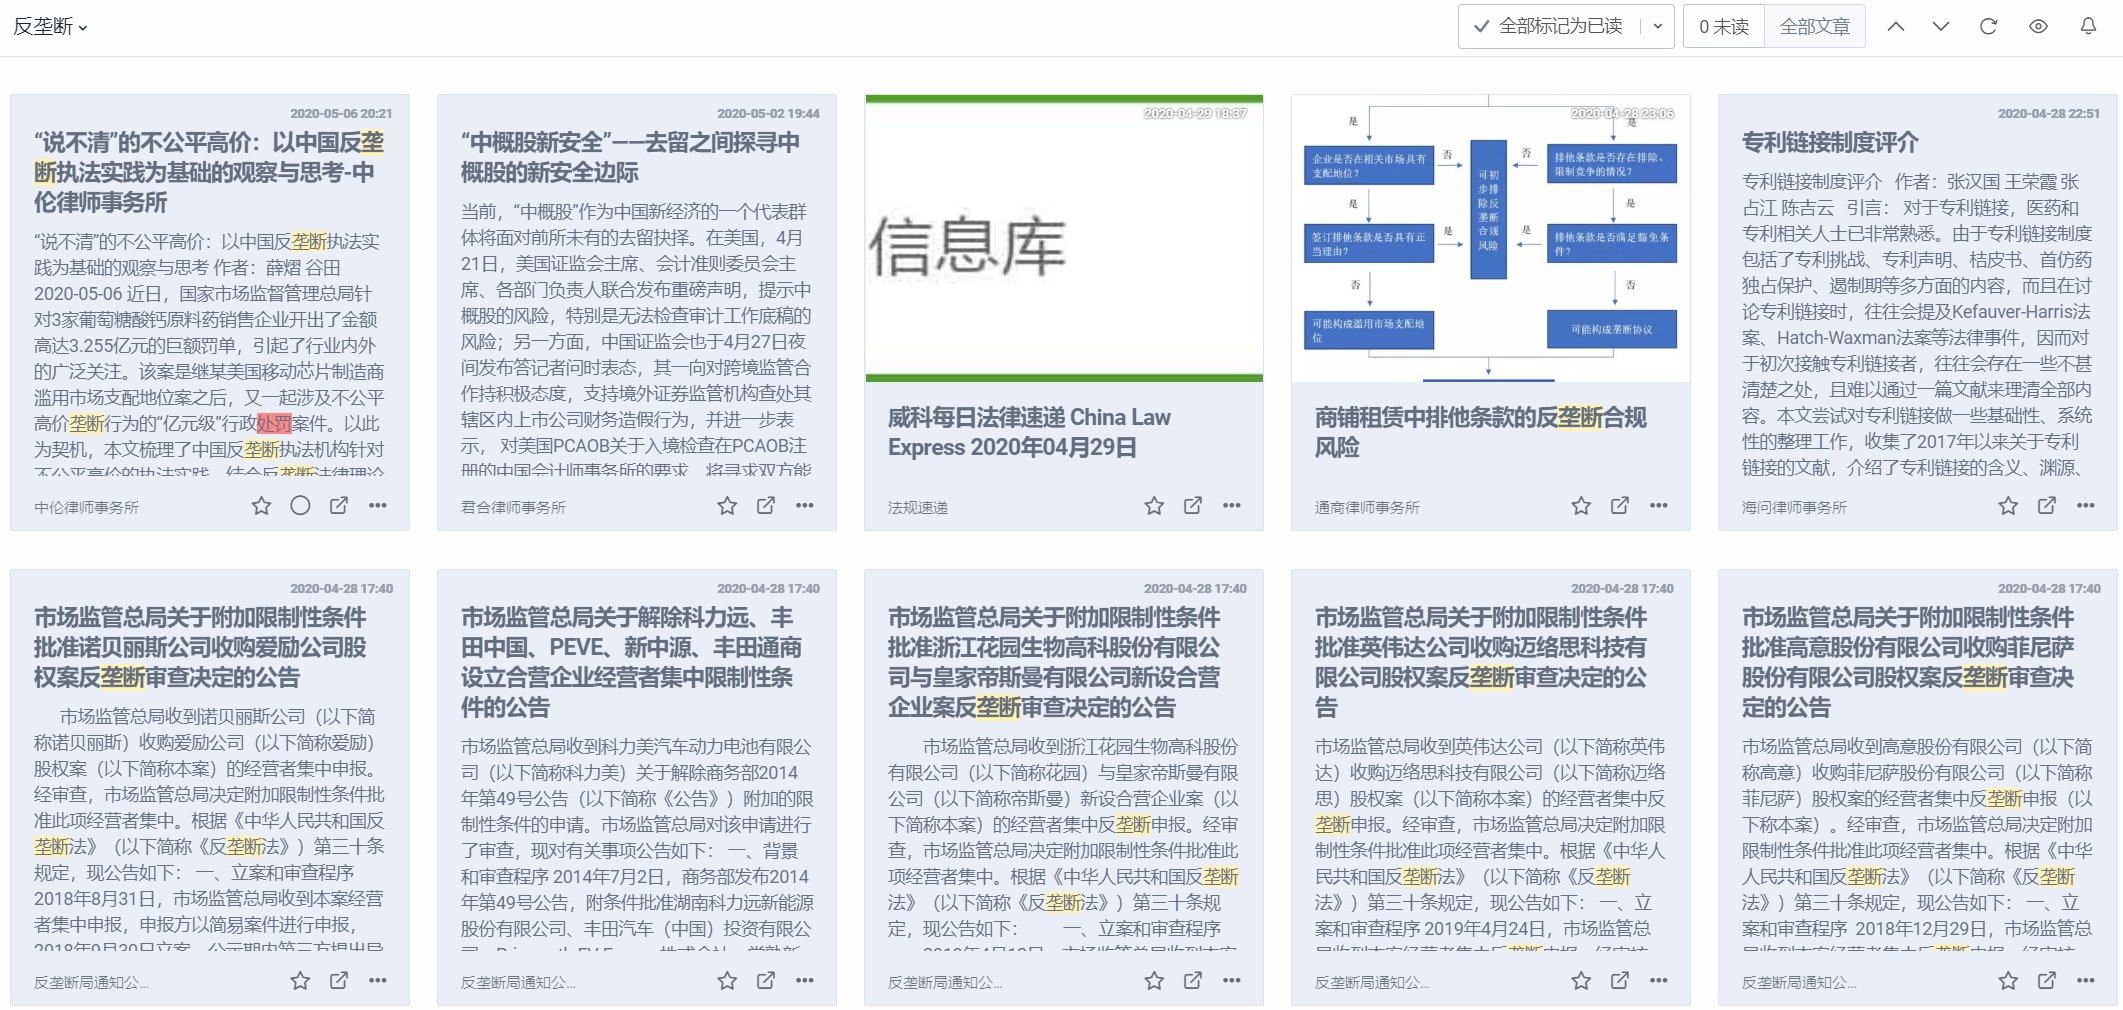 反垄断
全部标记为已读
0 未读
全部文章
2020-05-06 20:21
“说不清”的不公平高价：以中国反垄
断执法实践为基础的观察与思考-中
伦律师事务所
“说不清”的不公平高价：以中国反垄断执法实
践为基础的观察与思考 作者：薛熠 谷田
2020-05-06 近日，国家市场监督管理总局针
对3家葡萄糖酸钙原料药销售企业开出了金额
高达3.255亿元的巨额罚单，引起了行业内外
的广泛关注。该案是继某美国移动芯片制造商
滥用市场支配地位案之后，又一起涉及不公平
高价垄断行为的“亿元级”行政处罚案件。以此
为契机，本文梳理了中国反垄断执法机构针对
不公平高价的执法实践，结合反垄断法律理论
中伦律师事务所
2020-05-02 19:44
“中概股新安全”——去留之间探寻中
概股的新安全边际
当前，“中概股”作为中国新经济的一个代表群
体将面对前所未有的去留抉择。在美国，4月
21日，美国证监会主席、会计准则委员会主
席、各部门负责人联合发布重磅声明，提示中
概股的风险，特别是无法检查审计工作底稿的
风险；另一方面，中国证监会也于4月27日夜
间发布答记者问时表态，其一向对跨境监管合
作持积极态度，支持境外证券监管机构查处其
辖区内上市公司财务造假行为，并进一步表
示， 对美国PCAOB关于入境检查在PCAOB注
册的中国会计师事务所的要求，将寻求双方能
君合律师事务所
2020-04-29 18:37
信息库
威科每日法律速递 China Law
Express 2020年04月29日
法规速递
2020-04-28 23:06
是
是
企业是否在相关市场具有
支配地位？
否
可初
步排
除反
垄断
合规
风险
否
排他条款是否存在排除、
限制竞争的情况？
是
是
签订排他条款是否具有正
当理由？
是
是
排他条款是否满足豁免条
件？
否
否
可能构成滥用市场支配地
位
可能构成垄断协议
商铺租赁中排他条款的反垄断合规
风险
通商律师事务所
2020-04-28 22:51
专利链接制度评介
专利链接制度评介 作者：张汉国 王荣霞 张
占江 陈吉云 引言： 对于专利链接，医药和
专利相关人士已非常熟悉。由于专利链接制度
包括了专利挑战、专利声明、桔皮书、首仿药
独占保护、遏制期等多方面的内容，而且在讨
论专利链接时，往往会提及Kefauver-Harris法
案、Hatch-Waxman法案等法律事件，因而对
于初次接触专利链接者，往往会存在一些不甚
清楚之处，且难以通过一篇文献来理清全部内
容。本文尝试对专利链接做一些基础性、系统
性的整理工作，收集了2017年以来关于专利
链接的文献，介绍了专利链接的含义、渊源、
海问律师事务所
2020-04-28 17:40
市场监管总局关于附加限制性条件
批准诺贝丽斯公司收购爱励公司股
权案反垄断审查决定的公告
市场监管总局收到诺贝丽斯公司（以下简
称诺贝丽斯）收购爱励公司（以下简称爱励）
股权案（以下简称本案）的经营者集中申报。
经审查，市场监管总局决定附加限制性条件批
准此项经营者集中。根据《中华人民共和国反
垄断法》（以下简称《反垄断法》）第三十条
规定，现公告如下： 一、立案和审查程序
2018年8月31日，市场监管总局收到本案经营
者集中申报，申报方以简易案件进行申报，
2018年9月30日立案。公示期内第三方提出异
反垄断局通知公...
2020-04-28 17:40
市场监管总局关于解除科力远、丰
田中国、PEVE、新中源、丰田通商
设立合营企业经营者集中限制性条
件的公告
市场监管总局收到科力美汽车动力电池有限公
司（以下简称科力美）关于解除商务部2014
年第49号公告（以下简称《公告》）附加的限
制性条件的申请。市场监管总局对该申请进行
了审查，现对有关事项公告如下： 一、背景
和审查程序 2014年7月2日，商务部发布2014
年第49号公告，附条件批准湖南科力远新能源
股份有限公司、丰田汽车（中国）投资有限公
反垄断局通知公...
2020-04-28 17:40
市场监管总局关于附加限制性条件
批准浙江花园生物高科股份有限公
司与皇家帝斯曼有限公司新设合营
企业案反垄断审查决定的公告
市场监管总局收到浙江花园生物高科股份
有限公司（以下简称花园）与皇家帝斯曼有限
公司（以下简称帝斯曼）新设合营企业案（以
下简称本案）的经营者集中反垄断申报。经审
查，市场监管总局决定附加限制性条件批准此
项经营者集中。根据《中华人民共和国反垄断
法》（以下简称《反垄断法》）第三十条规
定，现公告如下： 一、立案和审查程序
反垄断局通知公...
2020-04-28 17:40
市场监管总局关于附加限制性条件
批准英伟达公司收购迈络思科技有
限公司股权案反垄断审查决定的公
告
市场监管总局收到英伟达公司（以下简称英伟
达）收购迈络思科技有限公司（以下简称迈络
思）股权案（以下简称本案）的经营者集中反
垄断申报。经审查，市场监管总局决定附加限
制性条件批准此项经营者集中。根据《中华人
民共和国反垄断法》（以下简称《反垄断
法》）第三十条规定，现公告如下： 一、立
案和审查程序 2019年4月24日，市场监管总
反垄断局通知公...
2020-04-28 17:40
市场监管总局关于附加限制性条件
批准高意股份有限公司收购菲尼萨
股份有限公司股权案反垄断审查决
定的公告
市场监管总局收到高意股份有限公司（以下简
称高意）收购菲尼萨股份有限公司（以下简称
菲尼萨）股权案的经营者集中反垄断申报（以
下称本案）。经审查，市场监管总局决定附加
限制性条件批准此项经营者集中。根据《中华
人民共和国反垄断法》（以下简称《反垄断
法》）第三十条规定，现公告如下： 一、立
案和审查程序 2018年12月29日，市场监管总
反垄断局通知公...